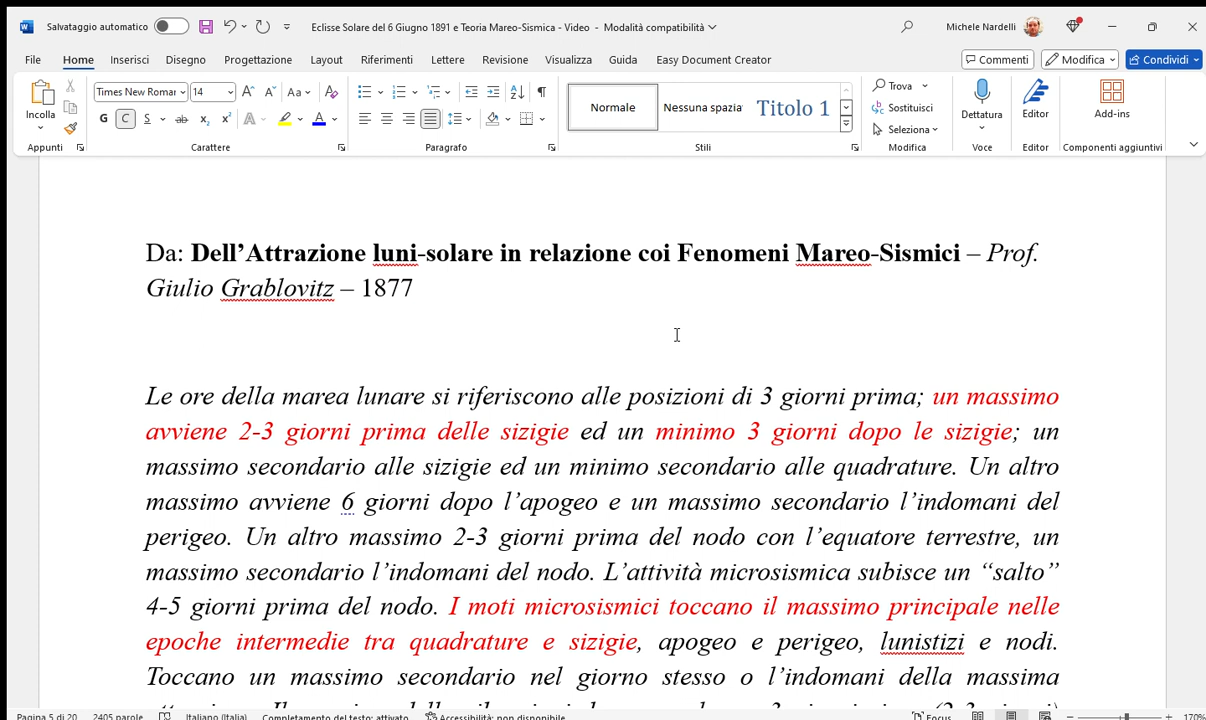 Salvataggio automatico
Eclisse Solare del 6 Giugno 1891 e Teoria Mareo-Sismica - Video - Modalità compatibilità
Michele Nardelli
File Home Inserisci Disegno Progettazione Layout Riferimenti Lettere Revisione Visualizza Guida Easy Document Creator
Commenti Modifica Condividi
Incolla
Times New Roman 14
G C S ab x₂ x²
Normale
Nessuna spazia
Titolo 1
Trova
Sostituisci
Seleziona
Dettatura
Editor
Add-ins
Appunti Carattere Paragrafo Stili Modifica Voce Editor Componenti aggiuntivi
Da: Dell’Attrazione luni-solare in relazione coi Fenomeni Mareo-Sismici – Prof.
Giulio Grablovitz – 1877
Le ore della marea lunare si riferiscono alle posizioni di 3 giorni prima; un massimo
avviene 2-3 giorni prima delle sizigie ed un minimo 3 giorni dopo le sizigie; un
massimo secondario alle sizigie ed un minimo secondario alle quadrature. Un altro
massimo avviene 6 giorni dopo l’apogeo e un massimo secondario l’indomani del
perigeo. Un altro massimo 2-3 giorni prima del nodo con l’equatore terrestre, un
massimo secondario l’indomani del nodo. L’attività microsismica subisce un “salto”
4-5 giorni prima del nodo. I moti microsismici toccano il massimo principale nelle
epoche intermedie tra quadrature e sizigie, apogeo e perigeo, lunistizi e nodi.
Toccano un massimo secondario nel giorno stesso o l’indomani della massima
Pagina 5 di 20 2405 parole Italiano (Italia) Completamento del testo: attivato Accessibilità: non disponibile Focus 170%